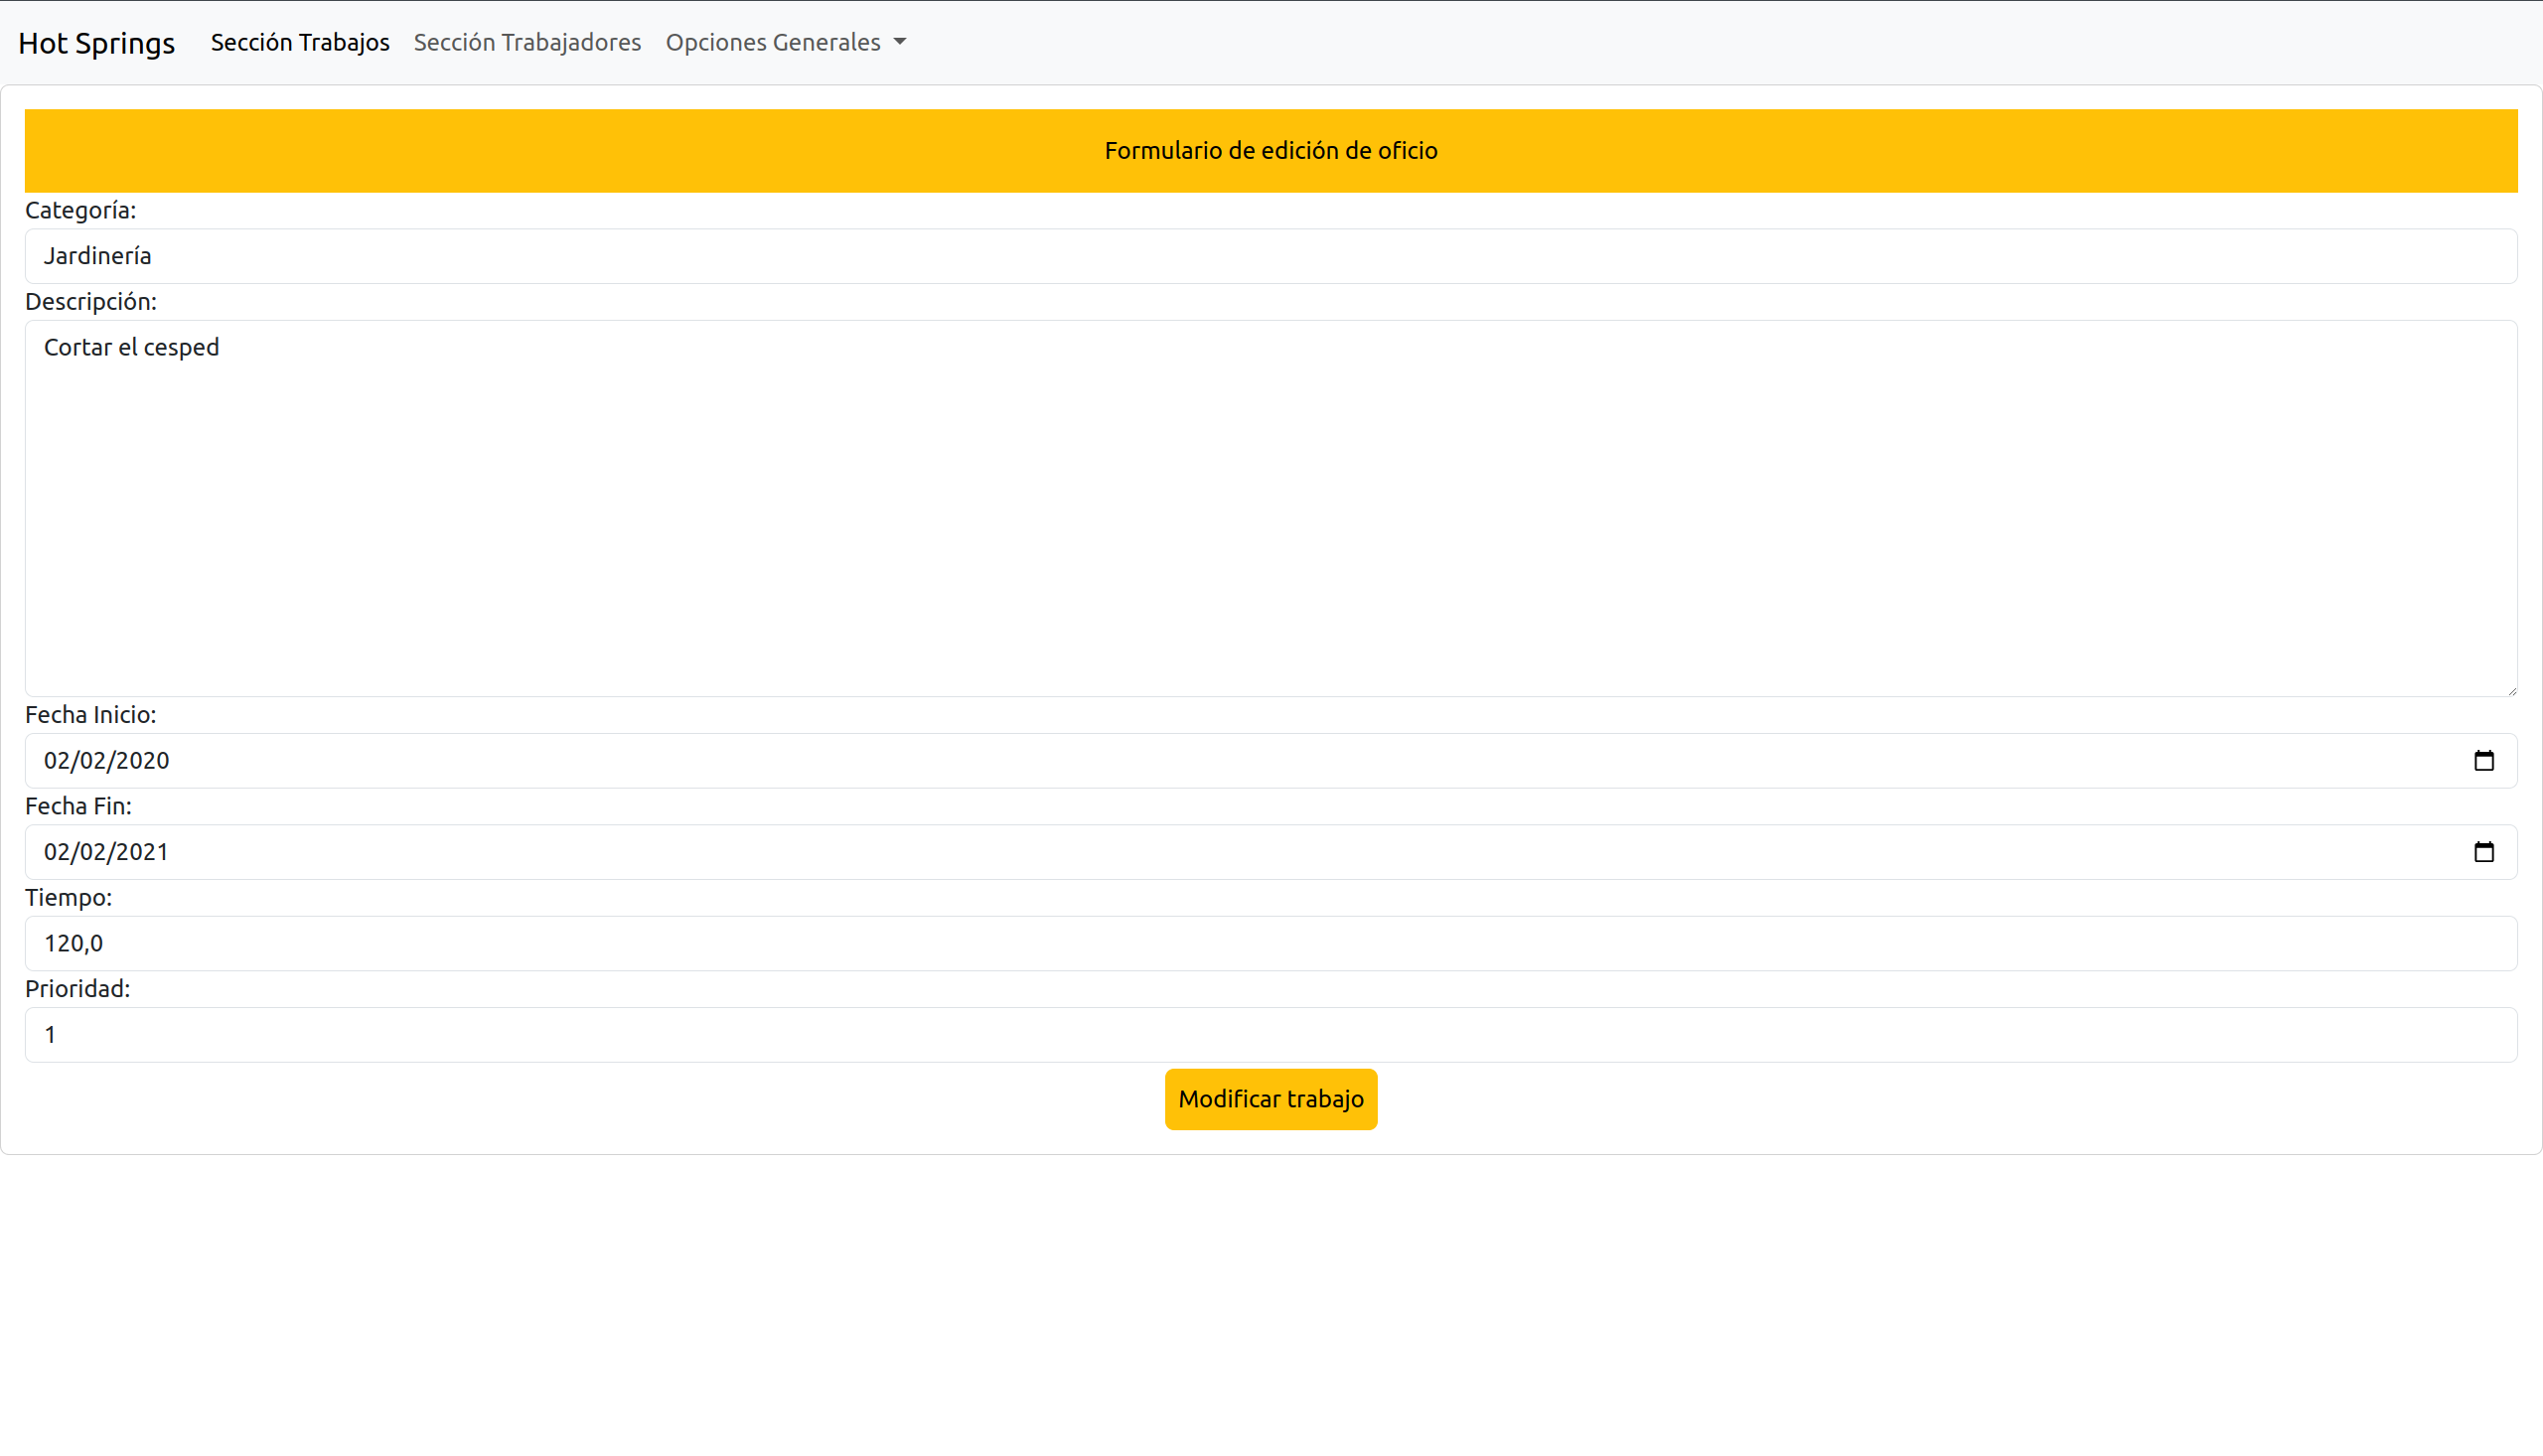 Hot Springs Sección Trabajos Sección Trabajadores Opciones Generales
Formulario de edición de oficio
Categoría:
Jardinería
Descripción:
Cortar el cesped
Fecha Inicio:
02/02/2020
Fecha Fin:
02/02/2021
Tiempo:
120,0
Prioridad:
1
Modificar trabajo